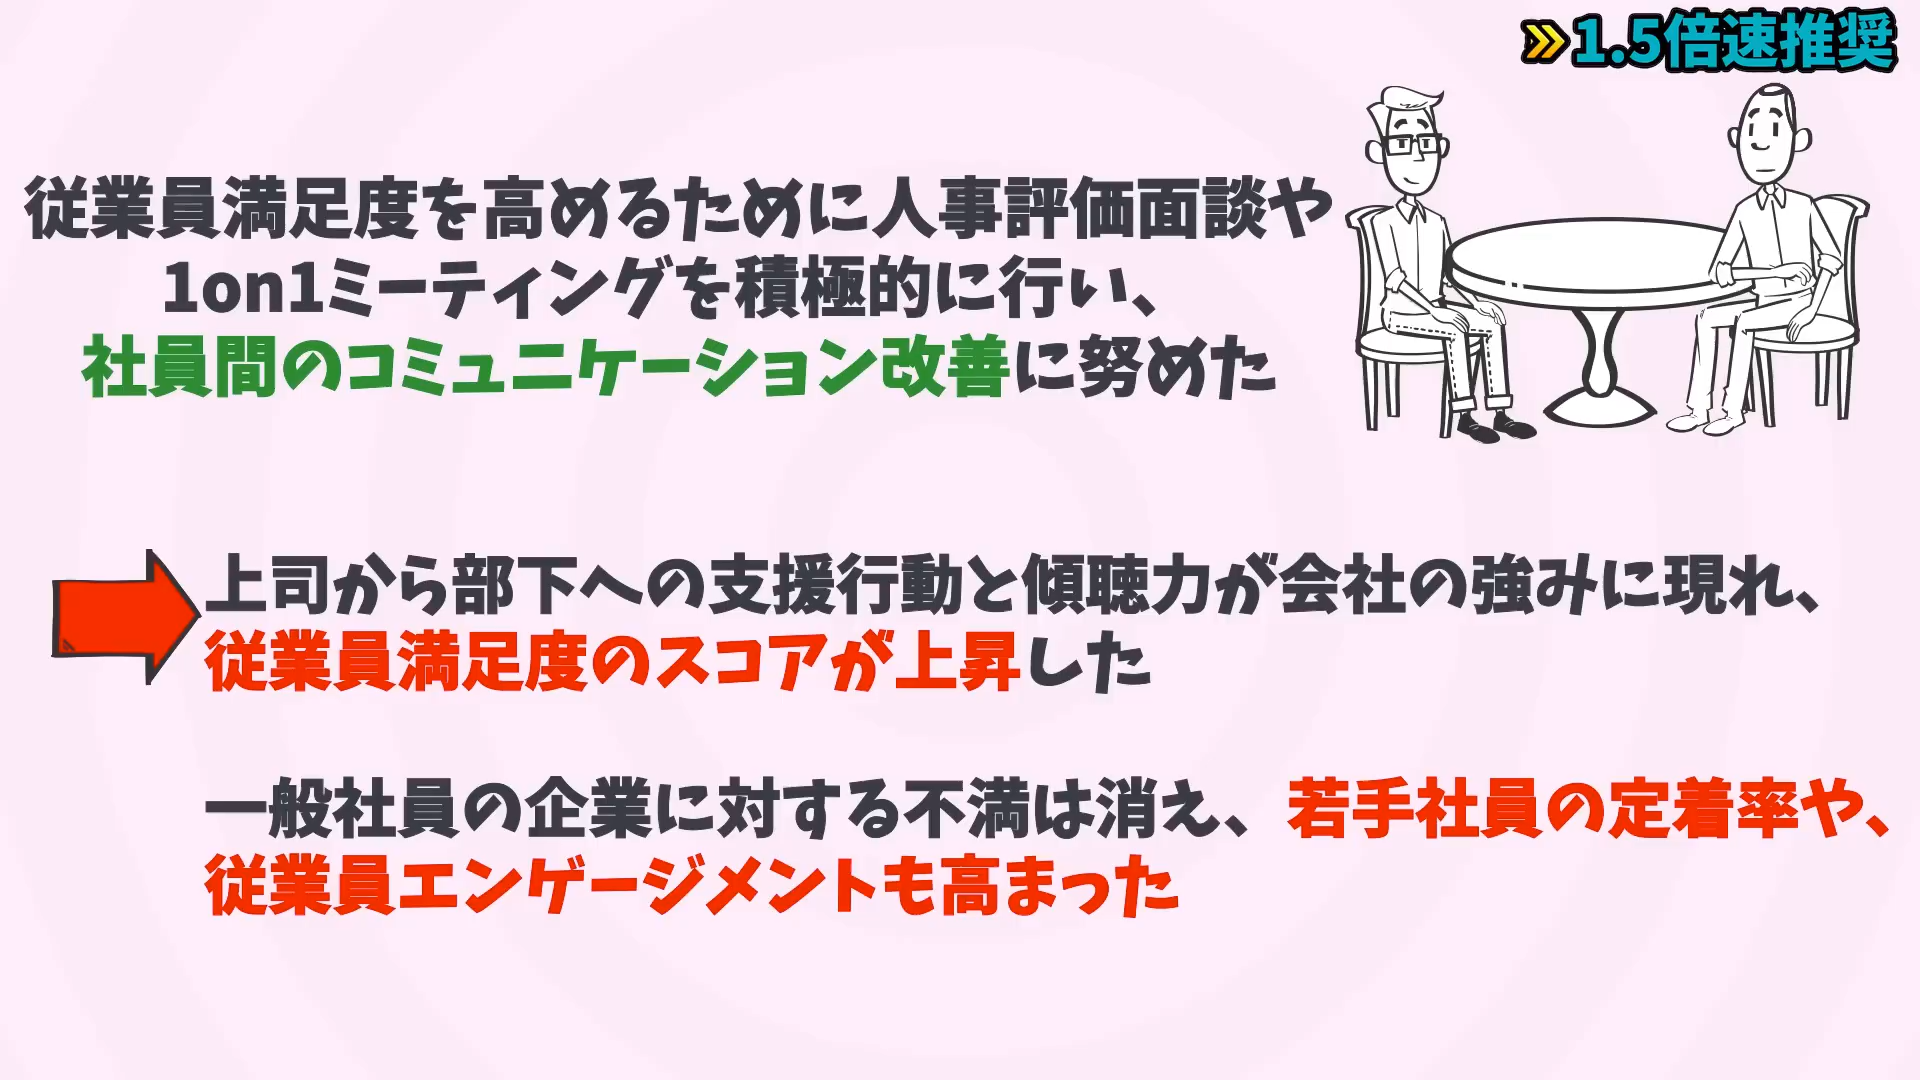 1.5倍速推奨
従業員満足度を高めるために人事評価面談や
1on1ミーティングを積極的に行い、
社員間のコミュニケーション改善に努めた
上司から部下への支援行動と傾聴力が会社の強みに現れ、
従業員満足度のスコアが上昇した
一般社員の企業に対する不満は消え、若手社員の定着率や、
従業員エンゲージメントも高まった